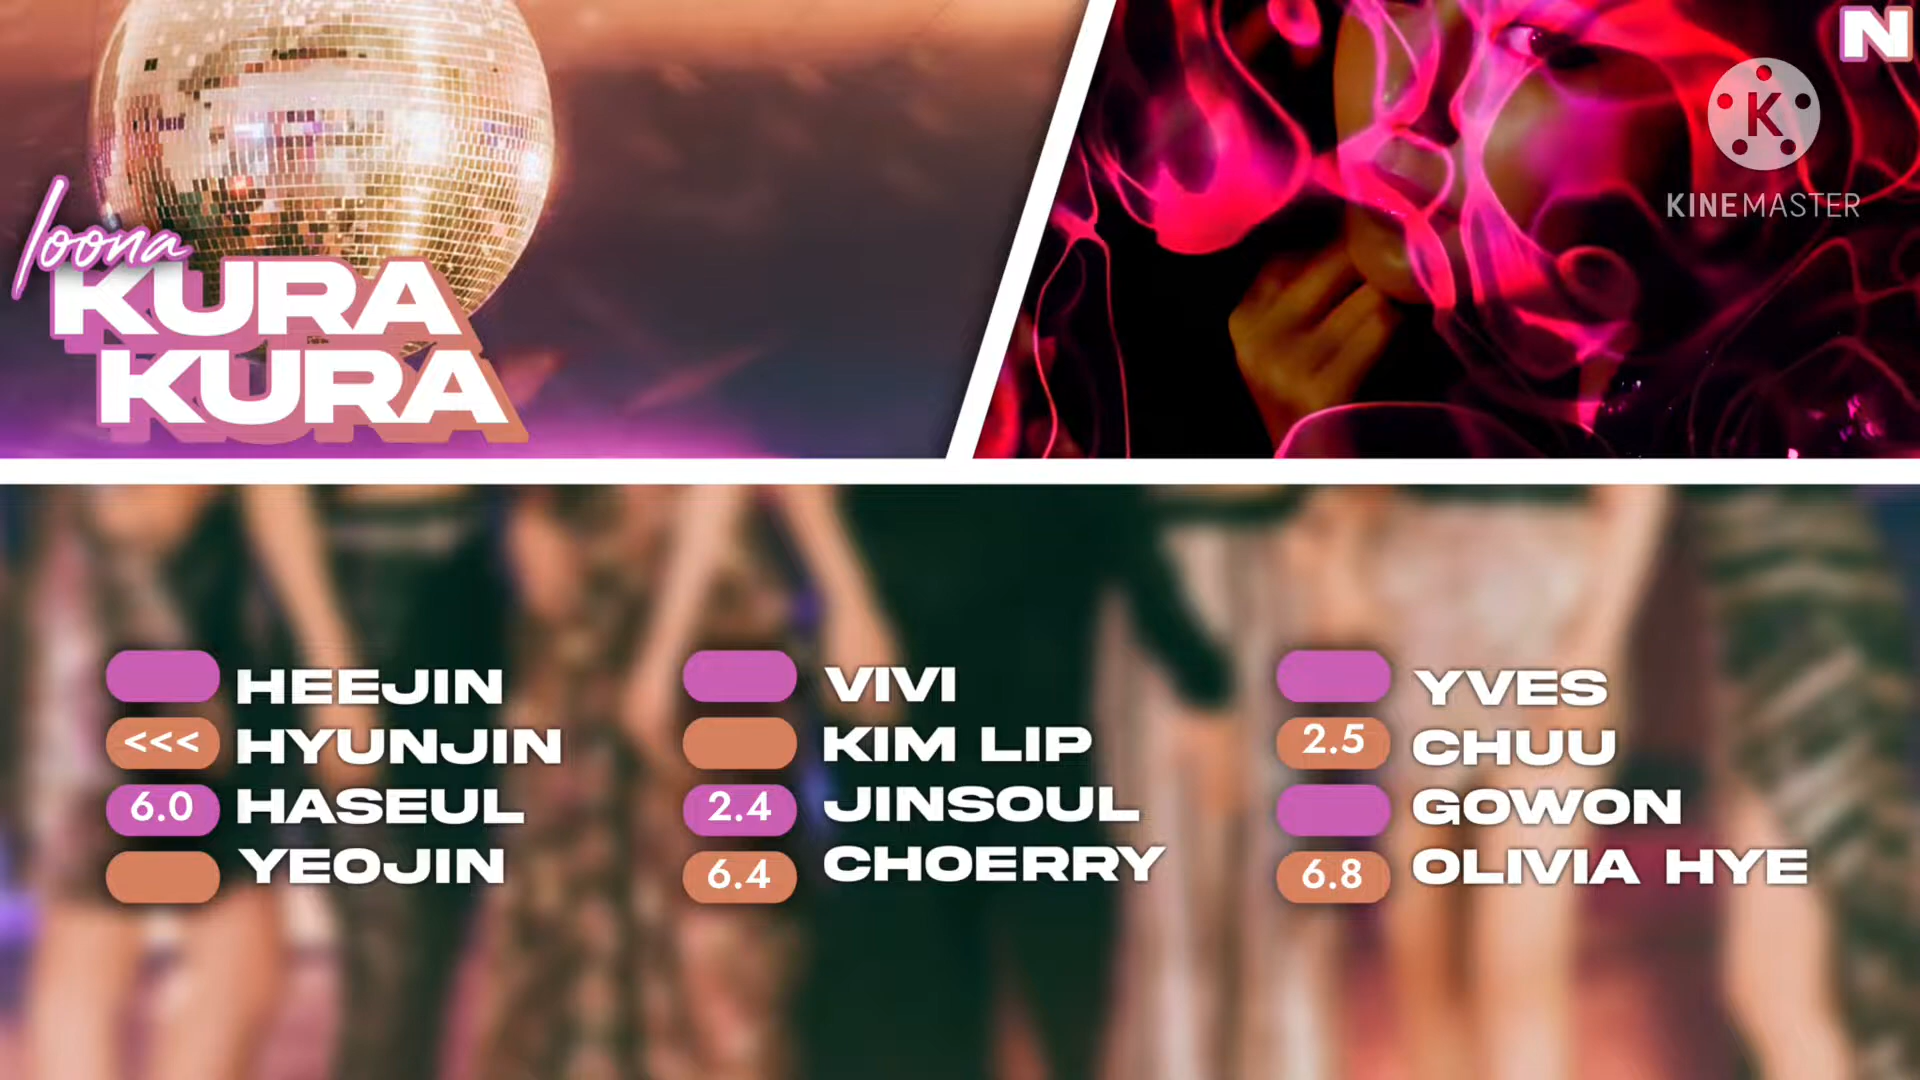 N
K
KINEMASTER
loona
KURA
KURA
HEEJIN
<<< HYUNJIN
6.0 HASEUL
YEOJIN
VIVI
KIM LIP
2.4 JINSOUL
6.4 CHOERRY
YVES
2.5 CHUU
GOWON
6.8 OLIVIA HYE